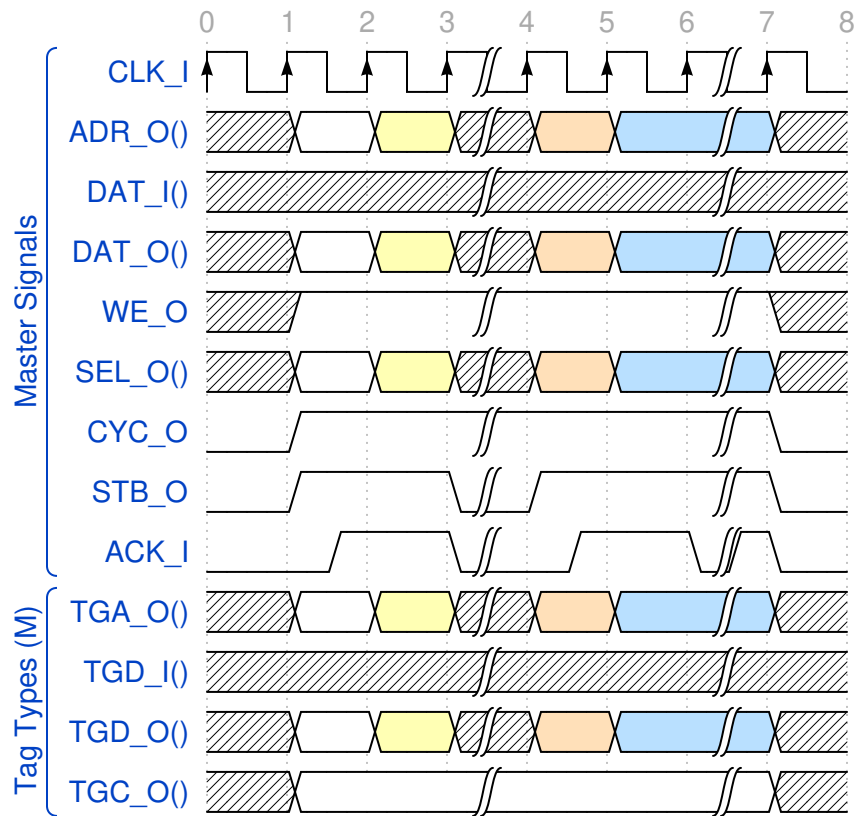 0 1 2 3 4 5 6 7 8
Master Signals
CLK_I
ADR_O()
DAT_I()
DAT_O()
WE_O
SEL_O()
CYC_O
STB_O
ACK_I
Tag Types (M)
TGA_O()
TGD_I()
TGD_O()
TGC_O()